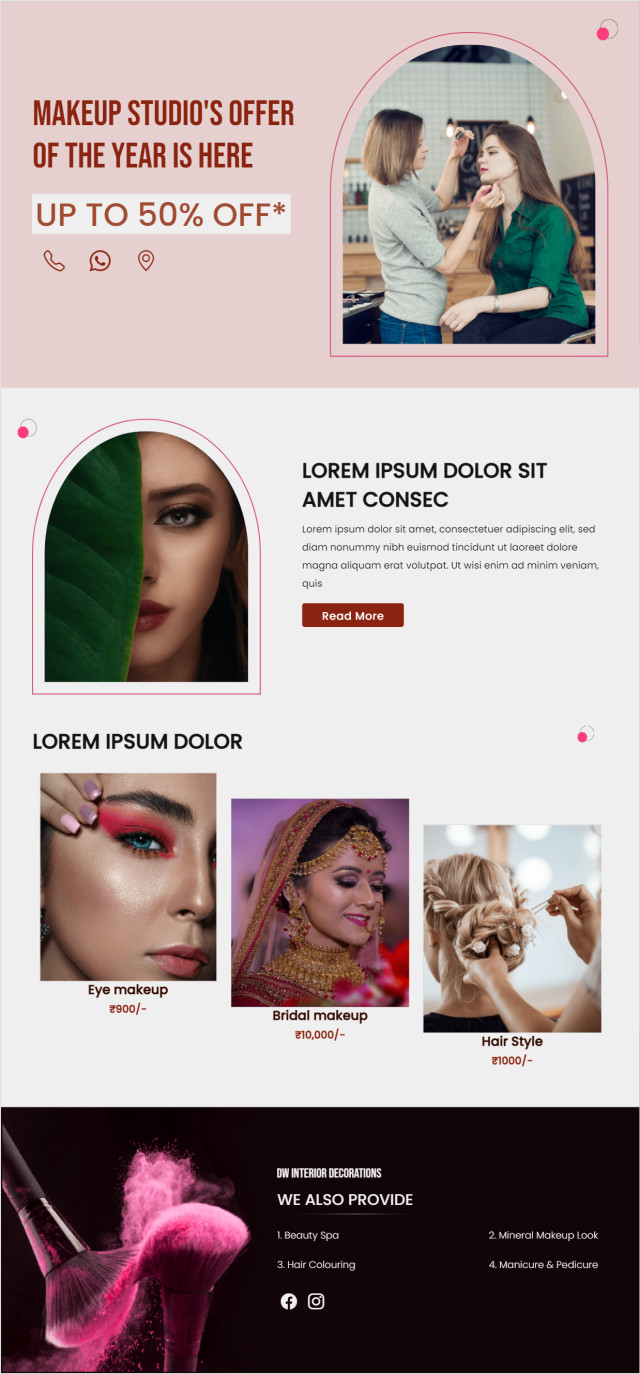 MAKEUP STUDIO'S OFFER
OF THE YEAR IS HERE
UP TO 50% OFF*
LOREM IPSUM DOLOR SIT
AMET CONSEC
Lorem ipsum dolor sit amet, consectetuer adipiscing elit, sed
diam nonummy nibh euismod tincidunt ut laoreet dolore
magna aliquam erat volutpat. Ut wisi enim ad minim veniam,
quis
Read More
LOREM IPSUM DOLOR
Eye makeup
₹900/-
Bridal makeup
₹10,000/-
Hair Style
₹1000/-
DW INTERIOR DECORATIONS
WE ALSO PROVIDE
1. Beauty Spa
2. Mineral Makeup Look
3. Hair Colouring
4. Manicure & Pedicure